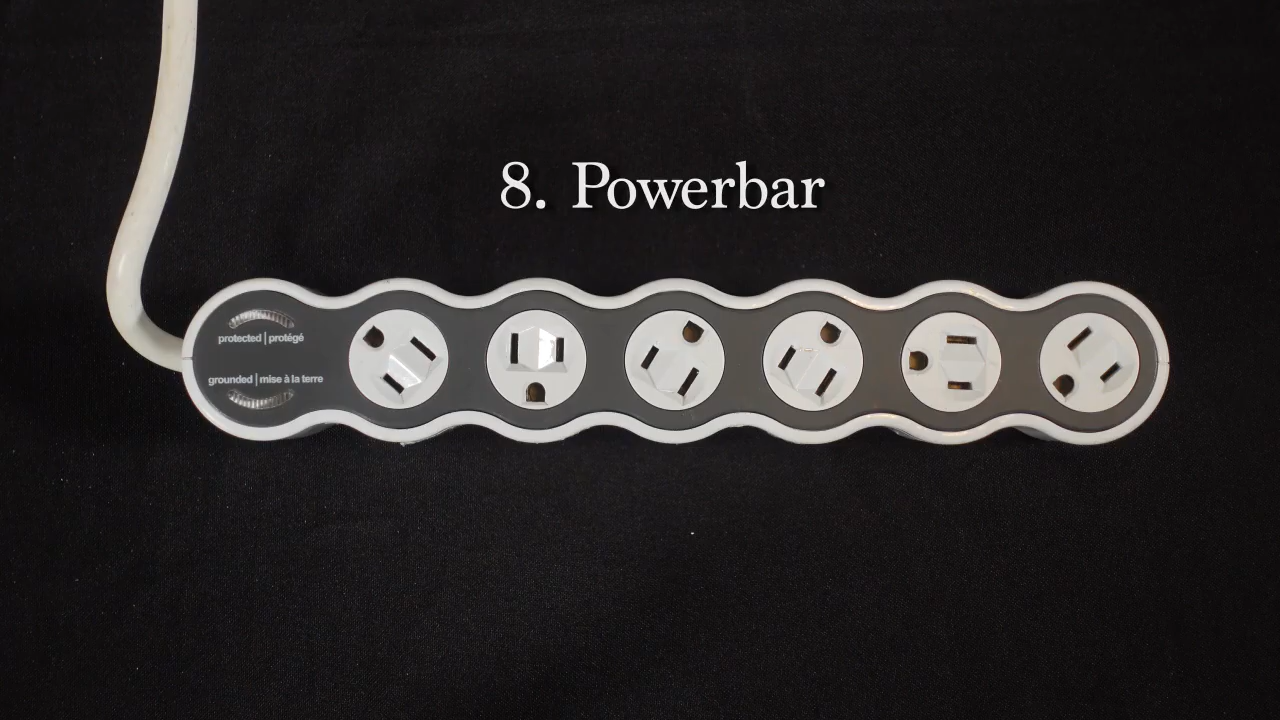 8. Powerbar
protected | protégé
grounded | mise à la terre